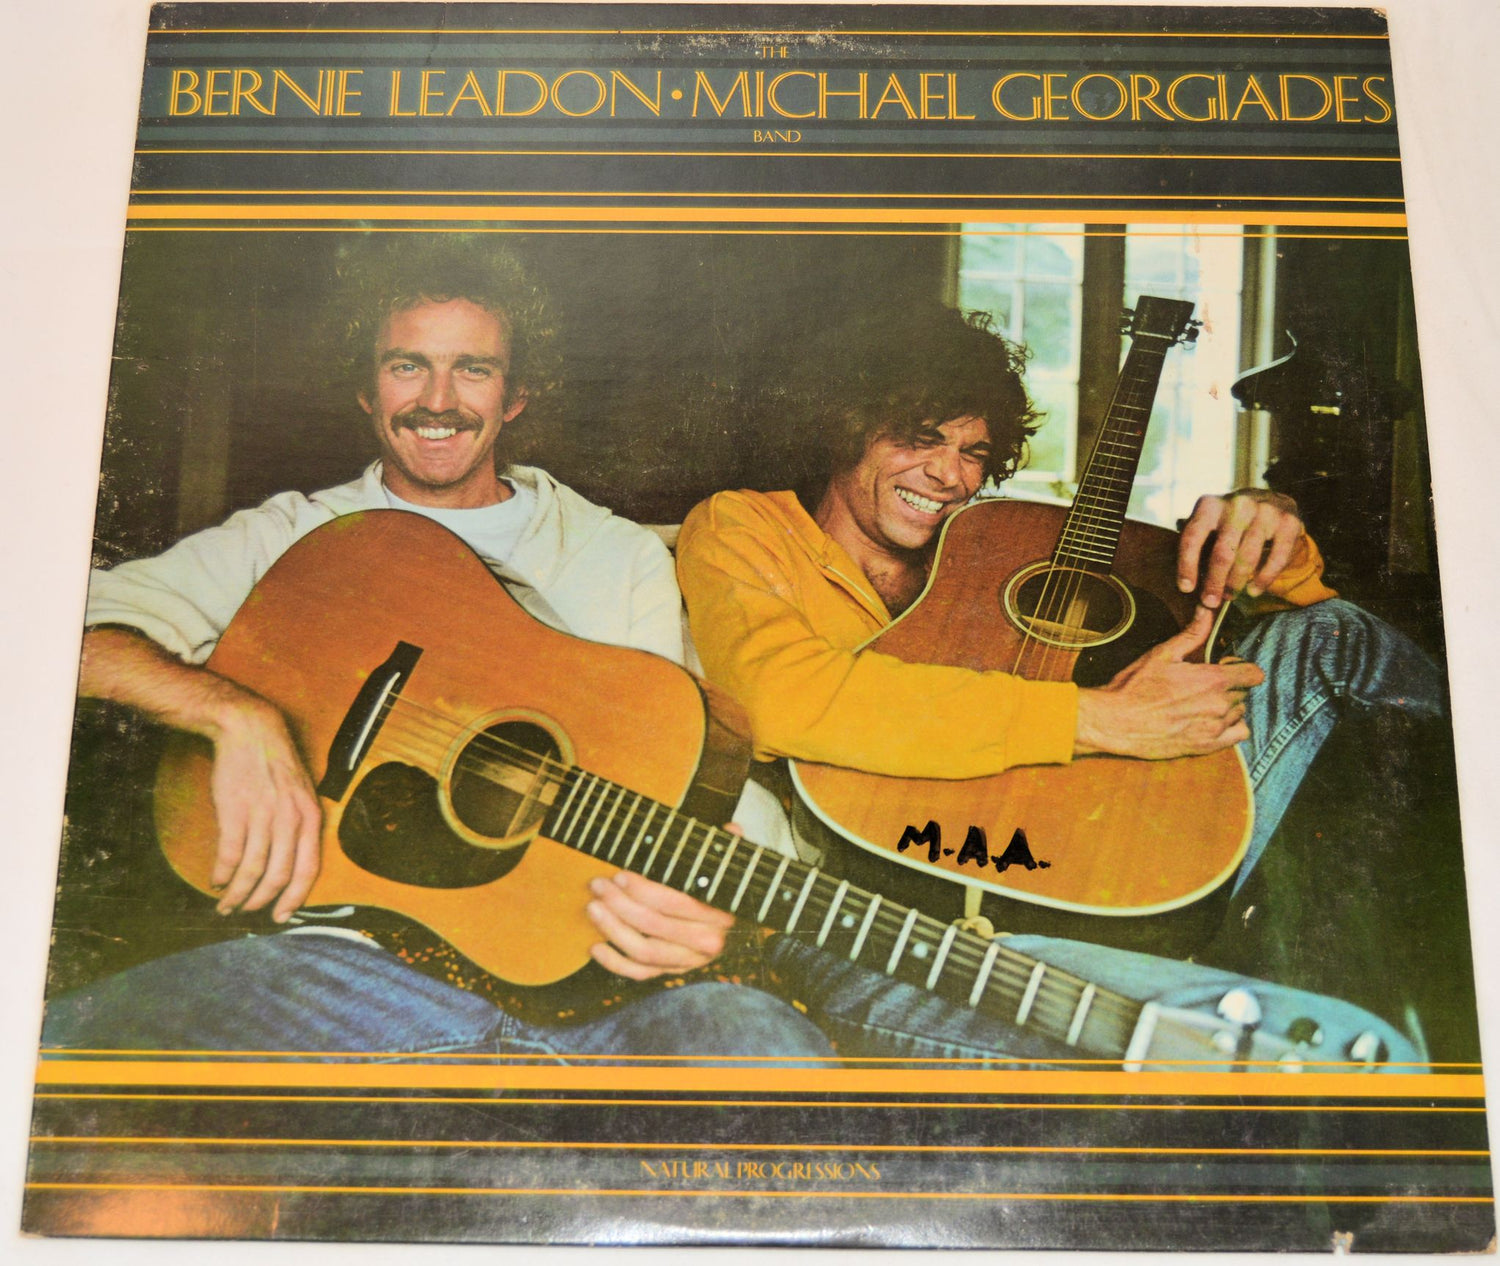 THE
BERNIE LEADON • MICHAEL GEORGIADES
BAND
M.A.A.
NATURAL PROGRESSIONS